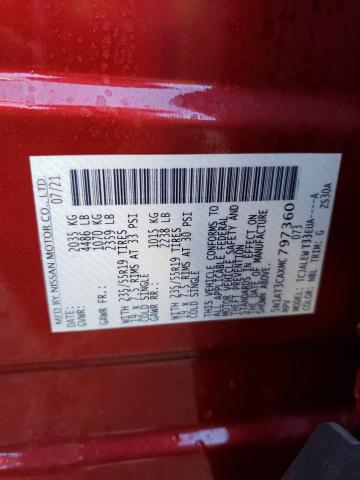 MFD BY NISSAN MOTOR CO., LTD.
07/21
GVWR: 2035 KG
4486 LB
GAWR FR.: 1070 KG
2359 LB
WITH 235/55R19 TIRES
19 x 7.5 RIMS AT 33 PSI
COLD SINGLE
GAWR RR.: 1015 KG
2238 LB
WITH 235/55R19 TIRES
19 x 7.5 RIMS AT 30 PSI
COLD SINGLE
THIS VEHICLE CONFORMS TO
ALL APPLICABLE FEDERAL
MOTOR VEHICLE SAFETY
AND THEFT PREVENTION
STANDARDS IN EFFECT ON
THE DATE OF MANUFACTURE
SHOWN ABOVE.
797360
MPV 73
MODEL:
COLOR: NBL TRIM: G
ZS30A